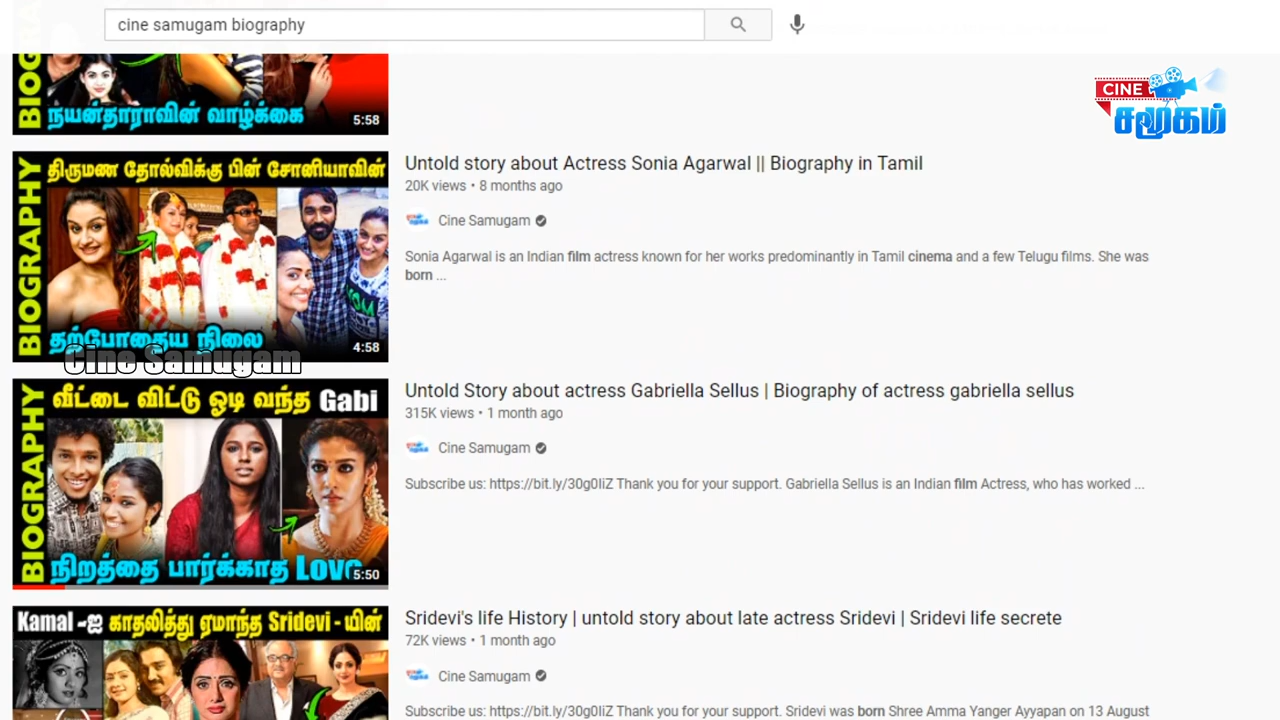 cine samugam biography
CINE
சமூகம்
BIOGRAPHY
நயன்தாராவின் வாழ்க்கை
5:58
BIOGRAPHY
திருமண தோல்விக்கு பின் சோனியாவின்
தற்போதைய நிலை
4:58
Untold story about Actress Sonia Agarwal || Biography in Tamil
20K views • 8 months ago
Cine Samugam
Sonia Agarwal is an Indian film actress known for her works predominantly in Tamil cinema and a few Telugu films. She was
born ...
Cine Samugam
BIOGRAPHY
வீட்டை விட்டு ஓடி வந்த Gabi
நிறத்தை பார்க்காத Love
5:50
Untold Story about actress Gabriella Sellus | Biography of actress gabriella sellus
315K views • 1 month ago
Cine Samugam
Subscribe us: https://bit.ly/30g0IiZ Thank you for your support. Gabriella Sellus is an Indian film Actress, who has worked ...
Kamal -ஐ காதலித்து ஏமாந்த Sridevi - யின்
Sridevi's life History | untold story about late actress Sridevi | Sridevi life secrete
72K views • 1 month ago
Cine Samugam
Subscribe us: https://bit.ly/30g0IiZ Thank you for your support. Sridevi was born Shree Amma Yanger Ayyapan on 13 August